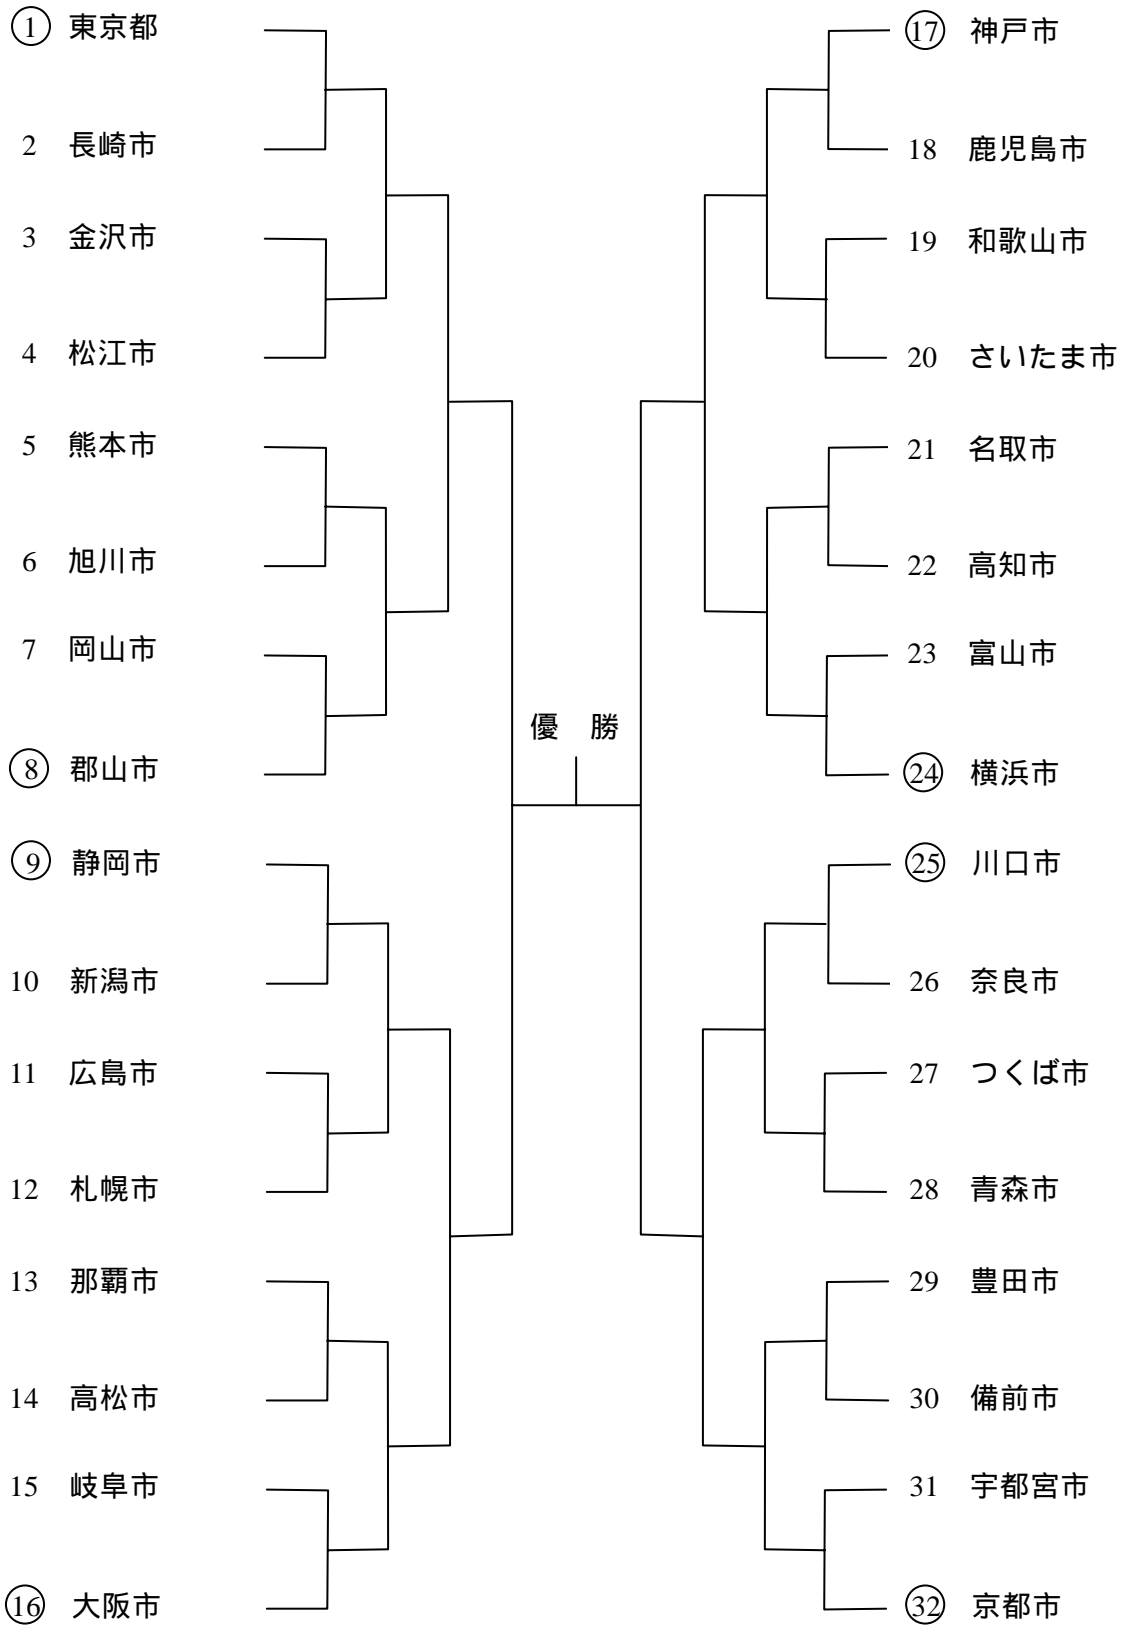 ① 東京都
2 長崎市
3 金沢市
4 松江市
5 熊本市
6 旭川市
7 岡山市
⑧ 郡山市
⑨ 静岡市
10 新潟市
11 広島市
12 札幌市
13 那覇市
14 高松市
15 岐阜市
⑯ 大阪市
優 勝
⑰ 神戸市
18 鹿児島市
19 和歌山市
20 さいたま市
21 名取市
22 高知市
23 富山市
㉔ 横浜市
㉕ 川口市
26 奈良市
27 つくば市
28 青森市
29 豊田市
30 備前市
31 宇都宮市
㉜ 京都市